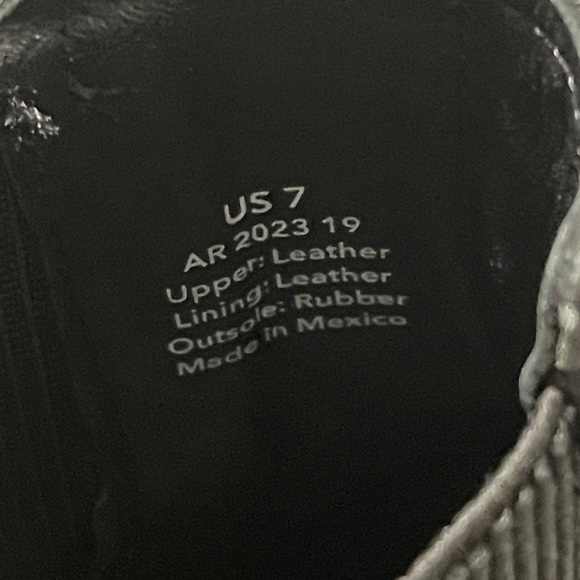 US 7
AR 2023 19
Upper: Leather
Lining: Leather
Outsole: Rubber
Made in Mexico